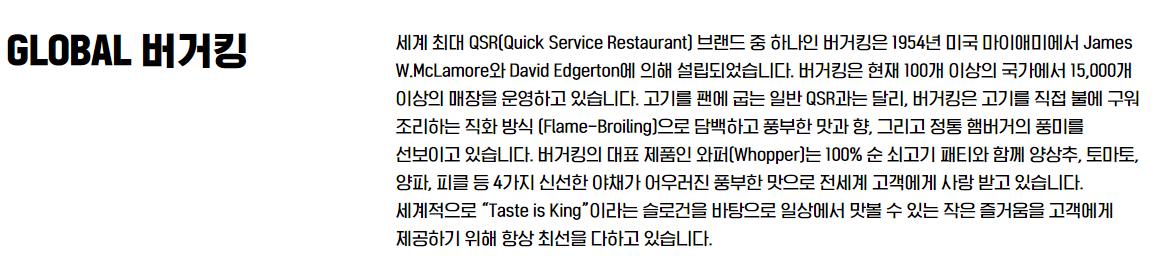 GLOBAL 버거킹
세계 최대 QSR(Quick Service Restaurant) 브랜드 중 하나인 버거킹은 1954년 미국 마이애미에서 James
W.McLamore와 David Edgerton에 의해 설립되었습니다. 버거킹은 현재 100개 이상의 국가에서 15,000개
이상의 매장을 운영하고 있습니다. 고기를 팬에 굽는 일반 QSR과는 달리, 버거킹은 고기를 직접 불에 구워
조리하는 직화 방식 (Flame-Broiling)으로 담백하고 풍부한 맛과 향, 그리고 정통 햄버거의 풍미를
선보이고 있습니다. 버거킹의 대표 제품인 와퍼(Whopper)는 100% 순 쇠고기 패티와 함께 양상추, 토마토,
양파, 피클 등 4가지 신선한 야채가 어우러진 풍부한 맛으로 전세계 고객에게 사랑 받고 있습니다.
세계적으로 “Taste is King”이라는 슬로건을 바탕으로 일상에서 맛볼 수 있는 작은 즐거움을 고객에게
제공하기 위해 항상 최선을 다하고 있습니다.